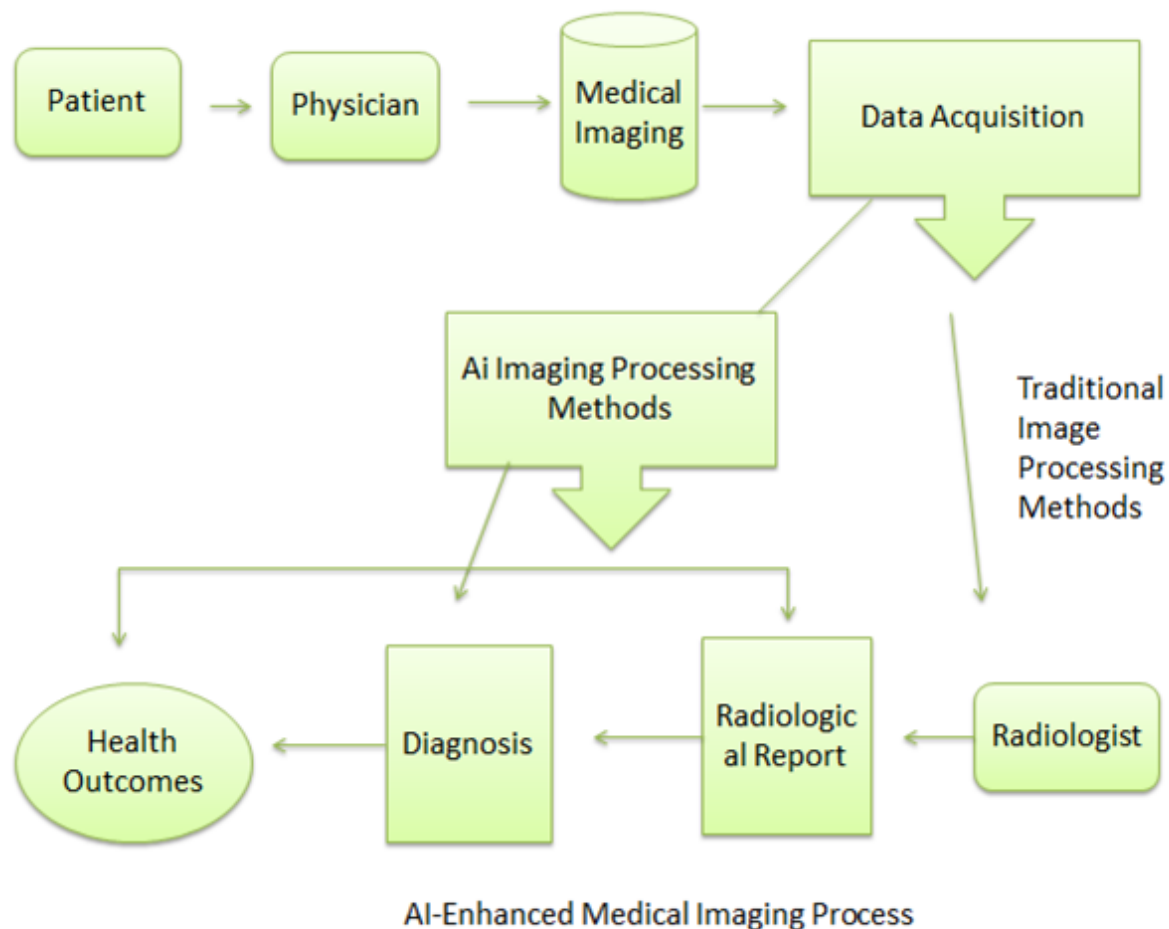 Patient
Physician
Medical
Imaging
Data Acquisition
Ai Imaging Processing
Methods
Traditional
Image
Processing
Methods
Health
Outcomes
Diagnosis
Radiologic
al Report
Radiologist
AI-Enhanced Medical Imaging Process